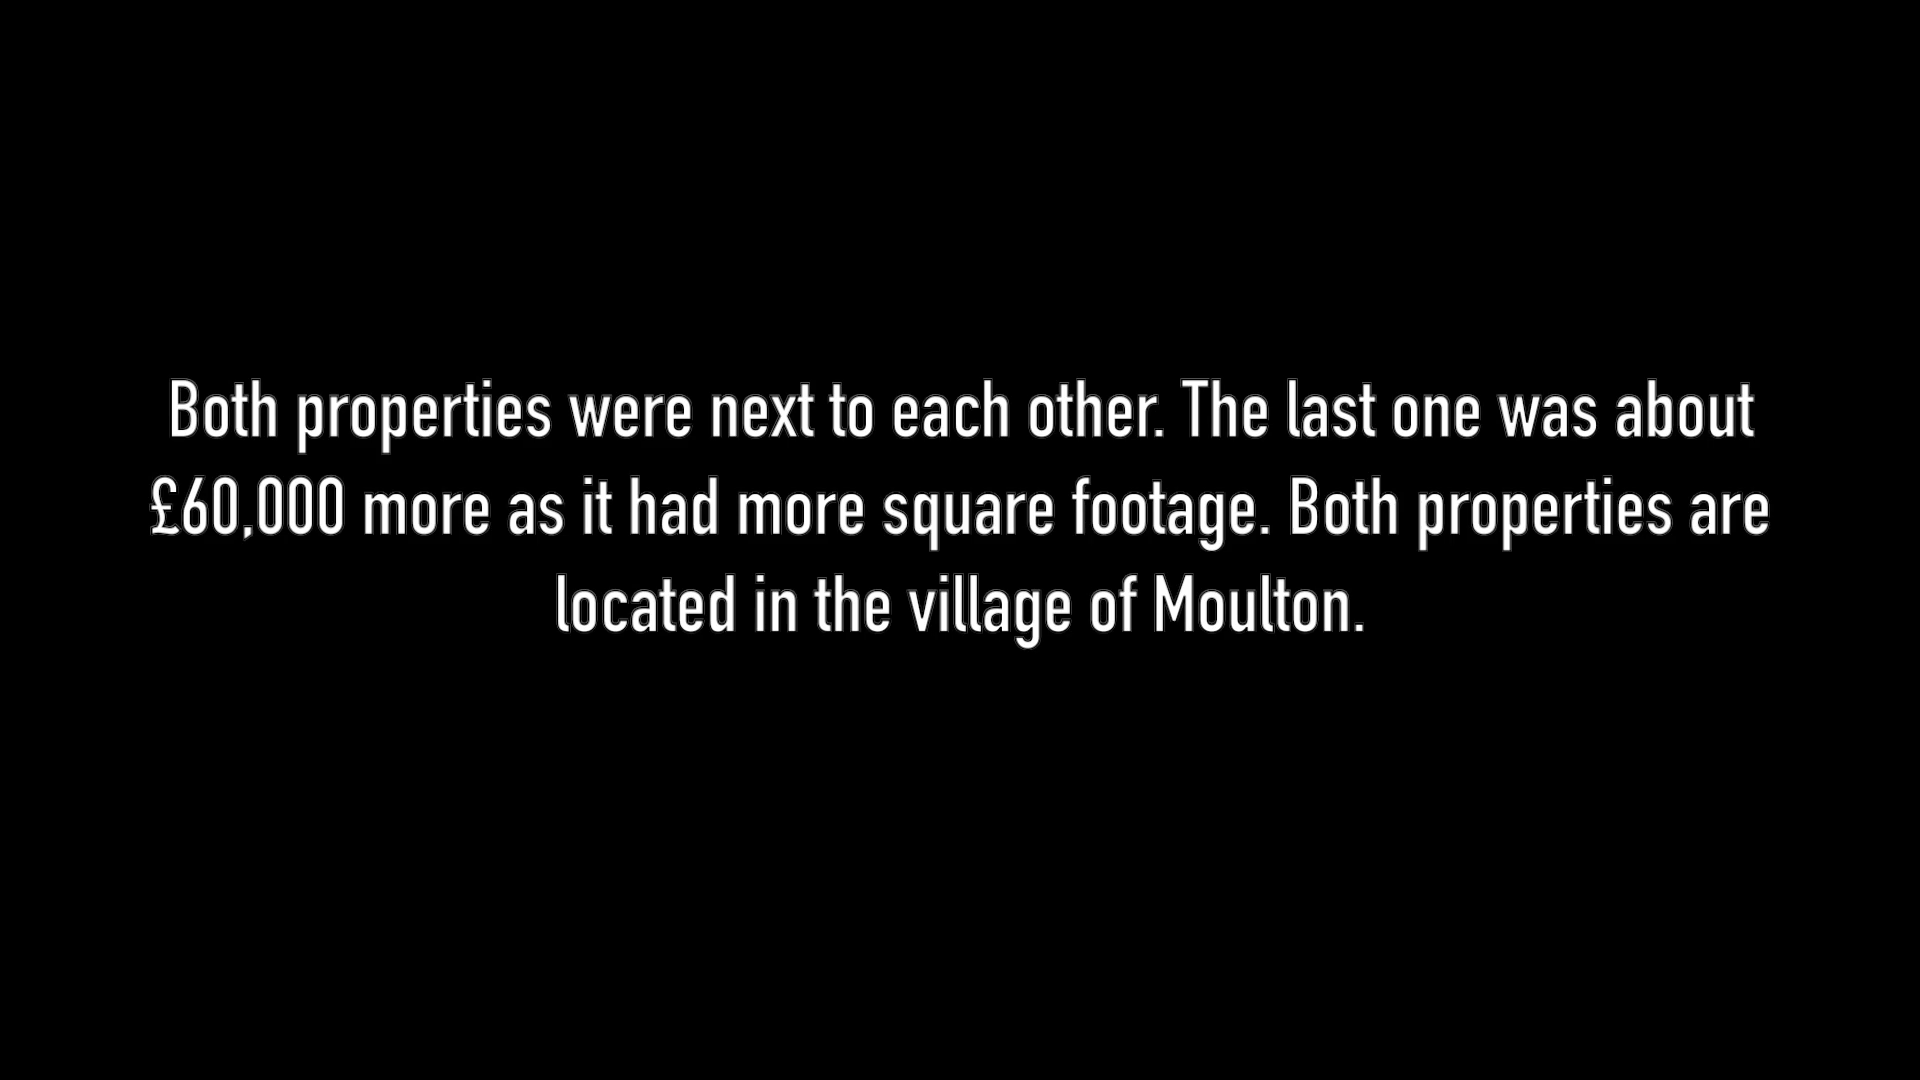 Both properties were next to each other. The last one was about
£60,000 more as it had more square footage. Both properties are
located in the village of Moulton.